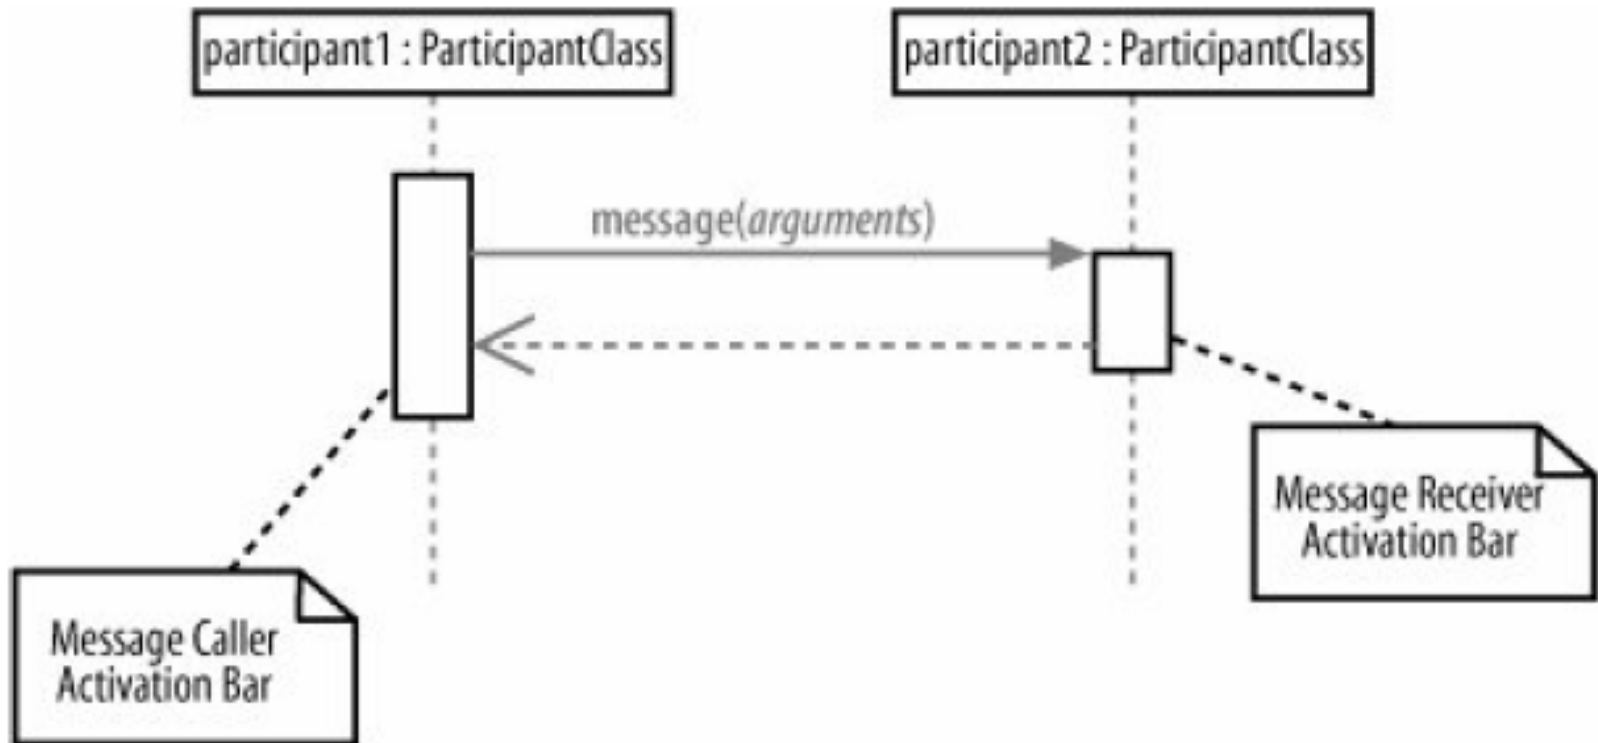 participant1 : ParticipantClass
participant2 : ParticipantClass
message(arguments)
Message Receiver
Activation Bar
Message Caller
Activation Bar